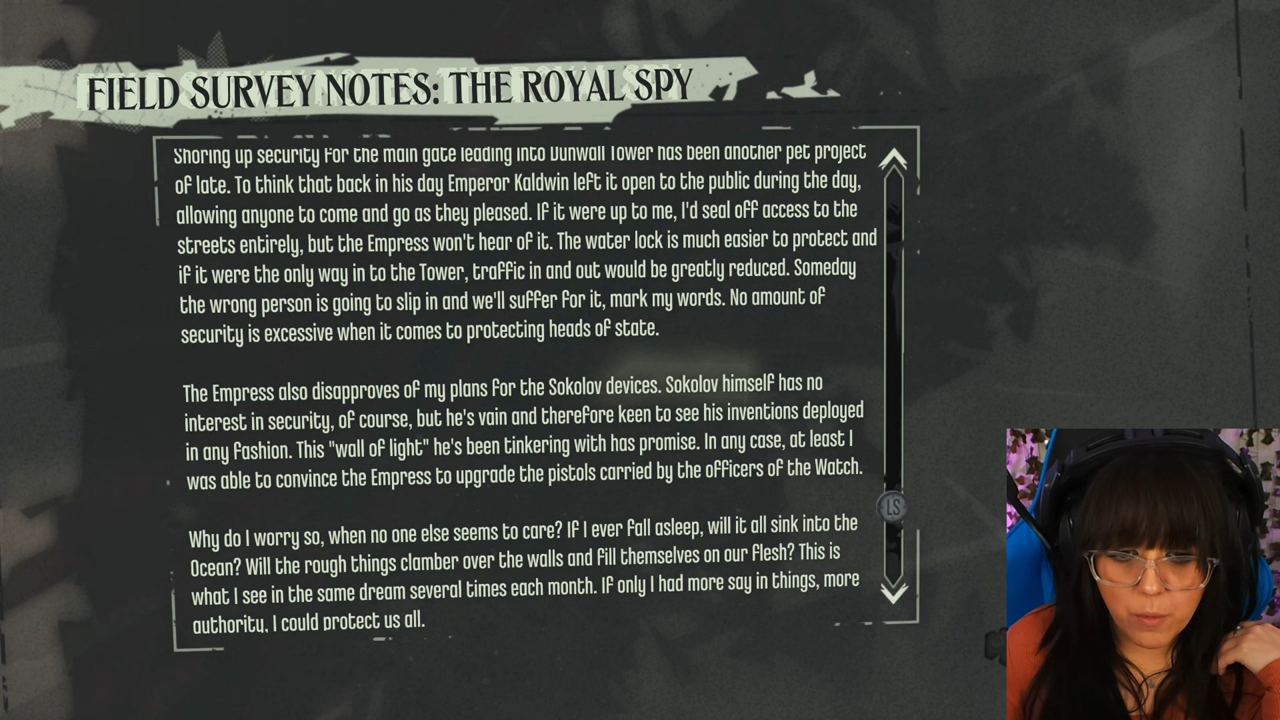 FIELD SURVEY NOTES: THE ROYAL SPY
Shoring up security for the main gate leading into Dunwall Tower has been another pet project
of late. To think that back in his day Emperor Kaldwin left it open to the public during the day,
allowing anyone to come and go as they pleased. If it were up to me, I'd seal off access to the
streets entirely, but the Empress won't hear of it. The water lock is much easier to protect and
if it were the only way in to the Tower, traffic in and out would be greatly reduced. Someday
the wrong person is going to slip in and we'll suffer for it, mark my words. No amount of
security is excessive when it comes to protecting heads of state.
The Empress also disapproves of my plans for the Sokolov devices. Sokolov himself has no
interest in security, of course, but he's vain and therefore keen to see his inventions deployed
in any fashion. This "wall of light" he's been tinkering with has promise. In any case, at least I
was able to convince the Empress to upgrade the pistols carried by the officers of the Watch.
LS
Why do I worry so, when no one else seems to care? If I ever fall asleep, will it all sink into the
Ocean? Will the rough things clamber over the walls and fill themselves on our flesh? This is
what I see in the same dream several times each month. If only I had more say in things, more
authority, I could protect us all.